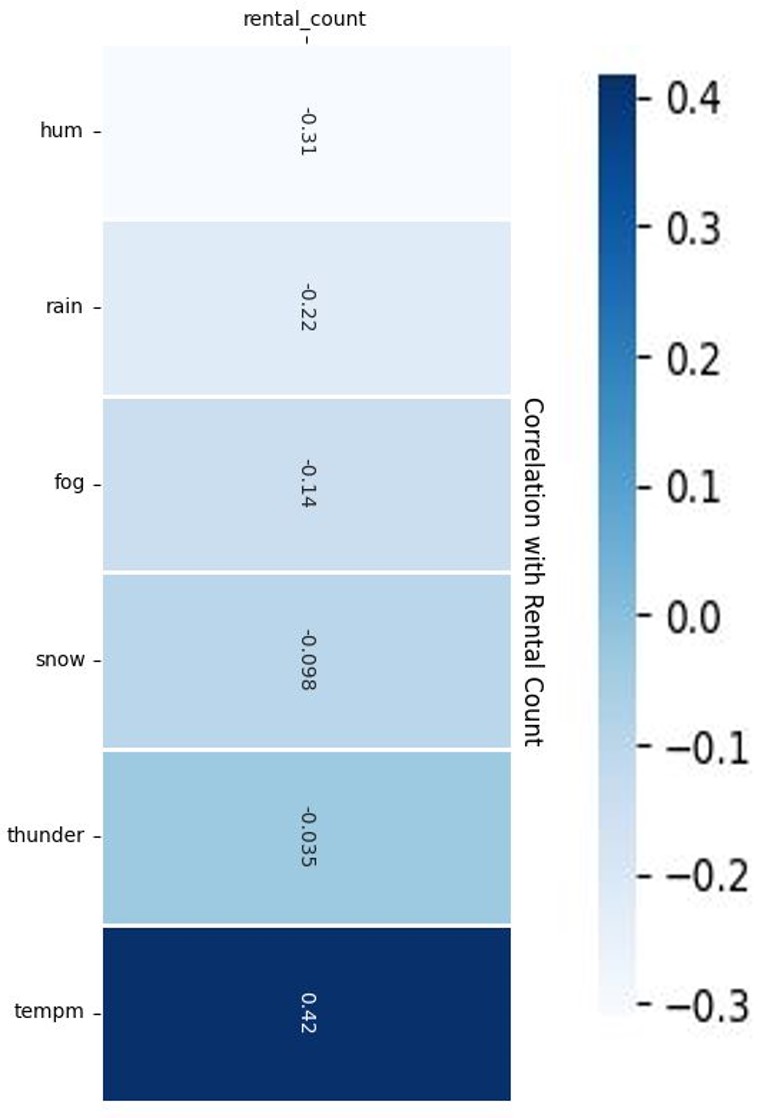 rental_count
hum
-0.31
rain
-0.22
fog
-0.14
snow
-0.098
thunder
-0.035
tempm
0.42
Correlation with Rental Count
0.4
0.3
0.2
0.1
0.0
−0.1
−0.2
−0.3